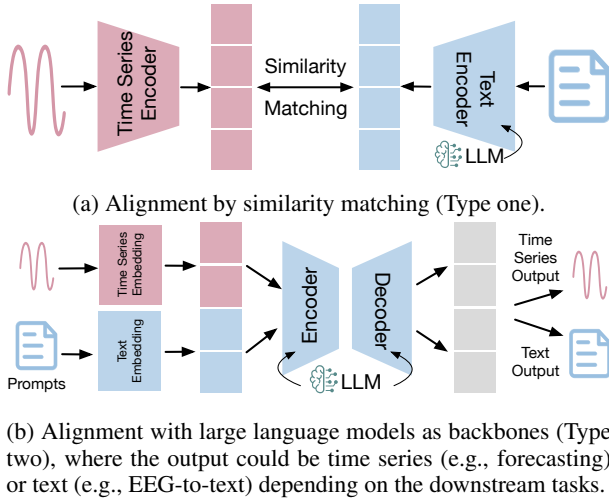 Time Series
Encoder
Similarity
Matching
Text
Encoder
LLM
(a) Alignment by similarity matching (Type one).
Time Series
Embedding
Text
Embedding
Prompts
Encoder
Decoder
LLM
Time
Series
Output
Text
Output
(b) Alignment with large language models as backbones (Type
two), where the output could be time series (e.g., forecasting)
or text (e.g., EEG-to-text) depending on the downstream tasks.